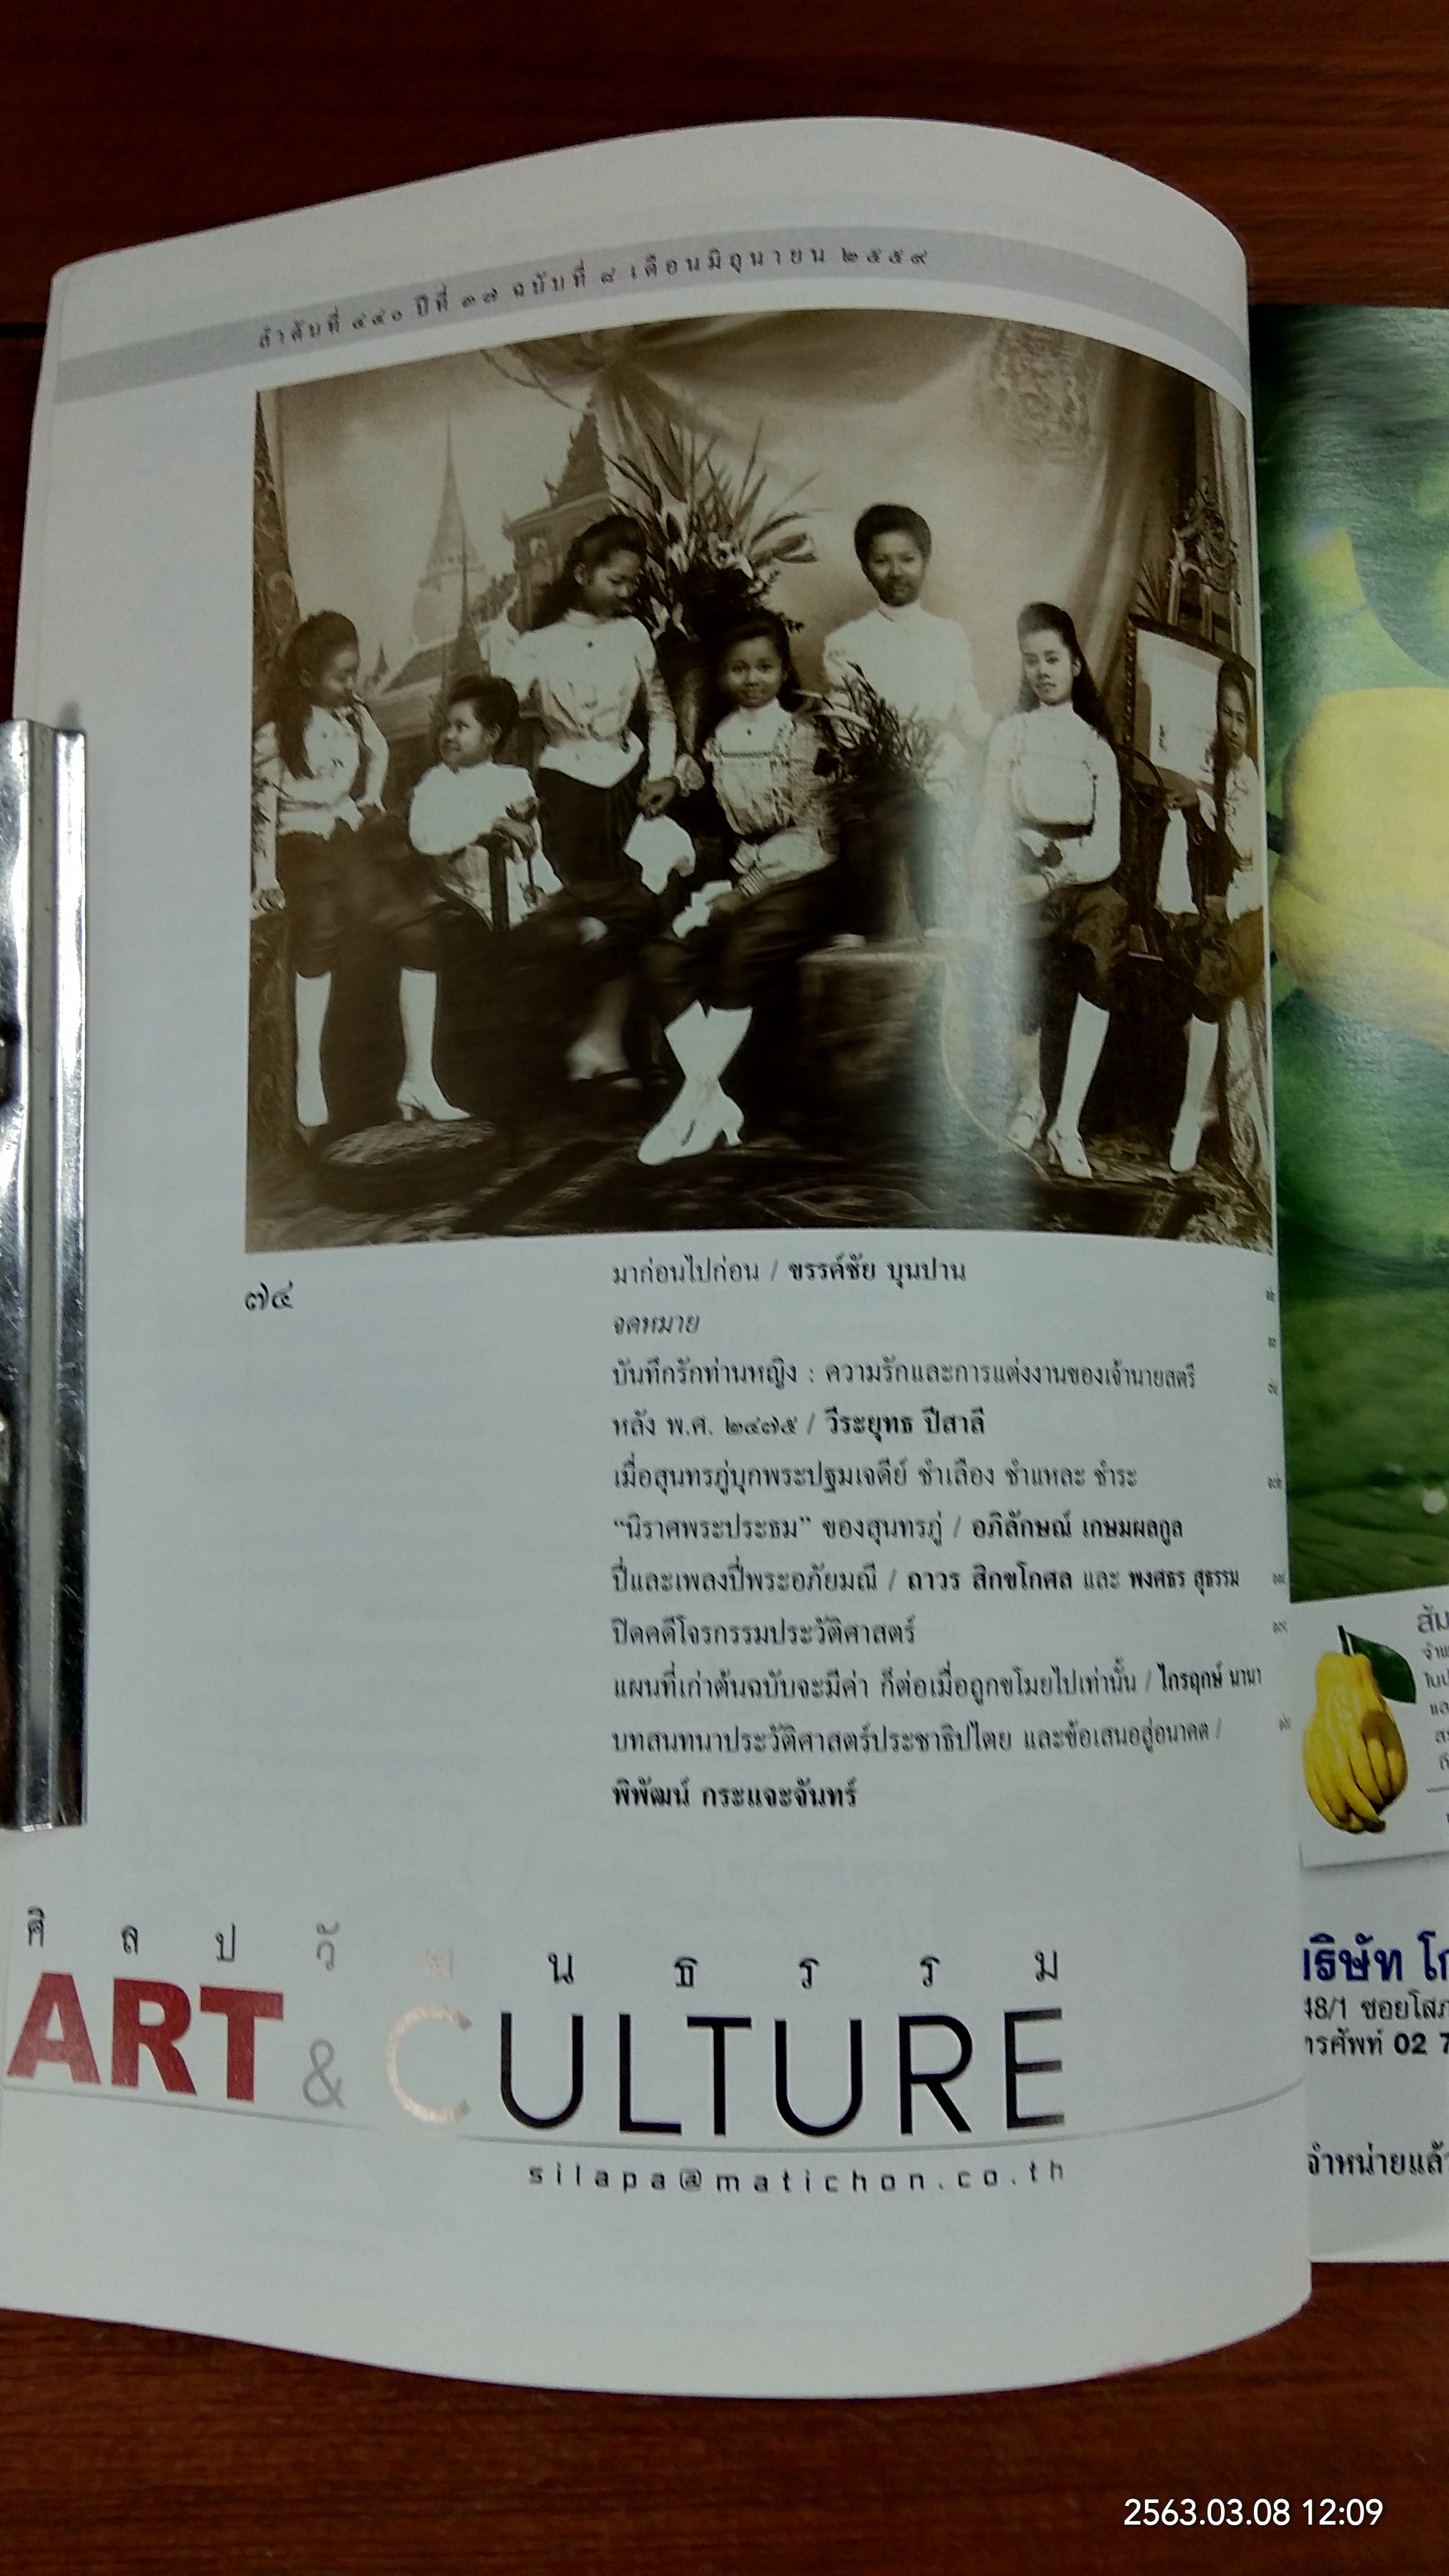 ลำดับที่ ๔๔๐ ปีที่ ๓๗ ฉบับที่ ๘ เดือนมิถุนายน ๒๕๕๙
๗๔
มาก่อนไปก่อน / ขรรค์ชัย บุนปาน
จดหมาย
บันทึกรักท่านหญิง : ความรักและการแต่งงานของเจ้านายสตรี
หลัง พ.ศ. ๒๔๗๕ / วีระยุทธ ปีสาลี
เมื่อสุนทรภู่บุกพระปฐมเจดีย์ ชำเลือง ชำแหละ ชำระ
“นิราศพระประธม” ของสุนทรภู่ / อภิลักษณ์ เกษมผลกูล
ปี่และเพลงปี่พระอภัยมณี / ถาวร สิกขโกศล และ พงศธร สุธรรม
ปิดคดีโจรกรรมประวัติศาสตร์
แผนที่เก่าต้นฉบับจะมีค่า ก็ต่อเมื่อถูกขโมยไปเท่านั้น / ไกรฤกษ์ นานา
บทสนทนาประวัติศาสตร์ประชาธิปไตย และข้อเสนอสู่อนาคต /
พิพัฒน์ กระแจะจันทร์
ศิลปวัฒนธรรม
ART & CULTURE
silapa@matichon.co.th
48/1 ซอย
02 7
2563.03.08 12:09